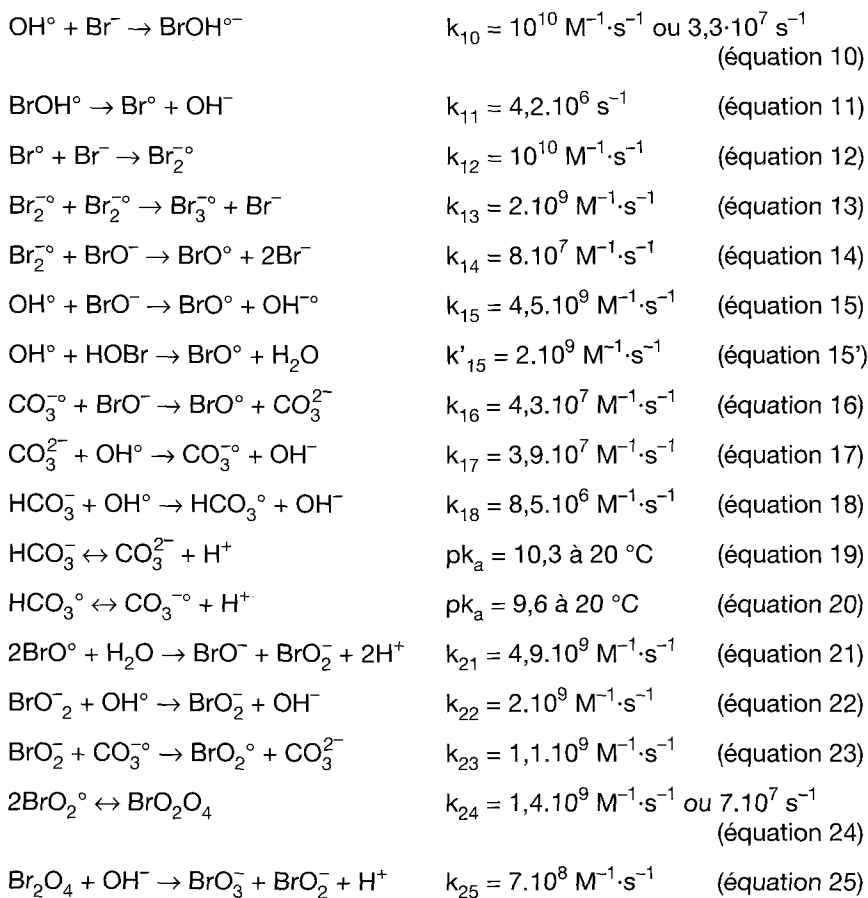 OH° + Br⁻ → BrOH°⁻ k₁₀ = 10¹⁰ M⁻¹·s⁻¹ ou 3,3·10⁷ s⁻¹
(équation 10)
BrOH° → Br° + OH⁻ k₁₁ = 4,2.10⁶ s⁻¹ (équation 11)
Br° + Br⁻ → Br₂⁻° k₁₂ = 10¹⁰ M⁻¹·s⁻¹ (équation 12)
Br₂⁻° + Br₂⁻° → Br₃⁻° + Br⁻ k₁₃ = 2.10⁹ M⁻¹·s⁻¹ (équation 13)
Br₂⁻° + BrO⁻ → BrO° + 2Br⁻ k₁₄ = 8.10⁷ M⁻¹·s⁻¹ (équation 14)
OH° + BrO⁻ → BrO° + OH⁻° k₁₅ = 4,5.10⁹ M⁻¹·s⁻¹ (équation 15)
OH° + HOBr → BrO° + H₂O k'₁₅ = 2.10⁹ M⁻¹·s⁻¹ (équation 15')
CO₃⁻° + BrO⁻ → BrO° + CO₃²⁻ k₁₆ = 4,3.10⁷ M⁻¹·s⁻¹ (équation 16)
CO₃²⁻ + OH° → CO₃⁻° + OH⁻ k₁₇ = 3,9.10⁷ M⁻¹·s⁻¹ (équation 17)
HCO₃⁻ + OH° → HCO₃° + OH⁻ k₁₈ = 8,5.10⁶ M⁻¹·s⁻¹ (équation 18)
HCO₃⁻ ↔ CO₃²⁻ + H⁺ pkₐ = 10,3 à 20 °C (équation 19)
HCO₃° ↔ CO₃⁻° + H⁺ pkₐ = 9,6 à 20 °C (équation 20)
2BrO° + H₂O → BrO⁻ + BrO₂⁻ + 2H⁺ k₂₁ = 4,9.10⁹ M⁻¹·s⁻¹ (équation 21)
BrO⁻₂ + OH° → BrO₂⁻ + OH⁻ k₂₂ = 2.10⁹ M⁻¹·s⁻¹ (équation 22)
BrO₂⁻ + CO₃⁻° → BrO₂° + CO₃²⁻ k₂₃ = 1,1.10⁹ M⁻¹·s⁻¹ (équation 23)
2BrO₂° ↔ BrO₂O₄ k₂₄ = 1,4.10⁹ M⁻¹·s⁻¹ ou 7.10⁷ s⁻¹
(équation 24)
Br₂O₄ + OH⁻ → BrO₃⁻ + BrO₂⁻ + H⁺ k₂₅ = 7.10⁸ M⁻¹·s⁻¹ (équation 25)